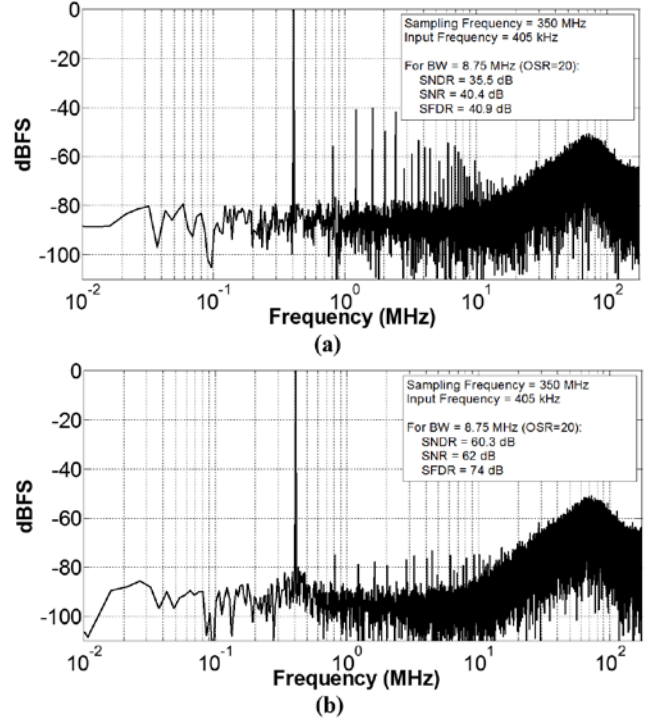 0
-20
-40
-60
-80
-100
dBFS
Sampling Frequency = 350 MHz
Input Frequency = 405 kHz
For BW = 8.75 MHz (OSR=20):
SNDR = 35.5 dB
SNR = 40.4 dB
SFDR = 40.9 dB
10^-2 10^-1 10^0 10^1 10^2
Frequency (MHz)
(a)
0
-20
-40
-60
-80
-100
dBFS
Sampling Frequency = 350 MHz
Input Frequency = 405 kHz
For BW = 8.75 MHz (OSR=20):
SNDR = 60.3 dB
SNR = 62 dB
SFDR = 74 dB
10^-2 10^-1 10^0 10^1 10^2
Frequency (MHz)
(b)